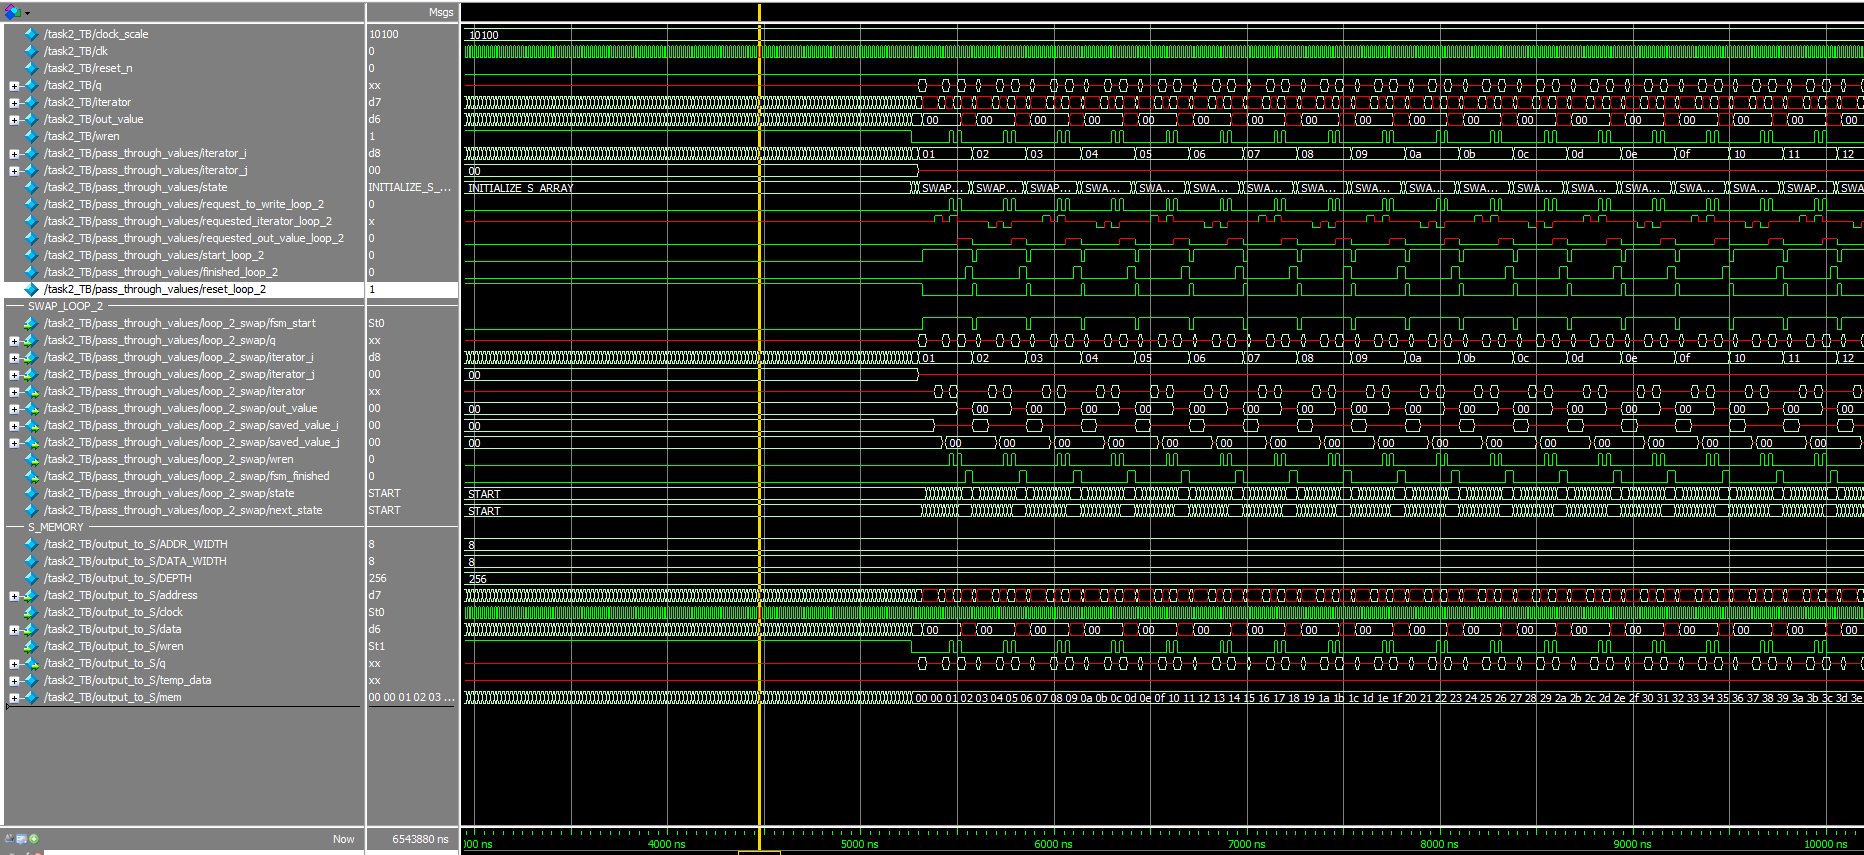 Msgs
/task2_TB/clock_scale 10100 10100
/task2_TB/clk 0
/task2_TB/reset_n 0
/task2_TB/q xx
/task2_TB/iterator d7
/task2_TB/out_value d6 00 00 00 00 00 00 00 00 00 00 00 00 00 00 00 00 00 00
/task2_TB/wren 1
/task2_TB/pass_through_values/iterator_i d8 01 02 03 04 05 06 07 08 09 0a 0b 0c 0d 0e 0f 10 11 12
/task2_TB/pass_through_values/iterator_j 00 00
/task2_TB/pass_through_values/state INITIALIZE_S_... INITIALIZE S ARRAY SWAP... SWAP... SWAP... SWA... SWA... SWA... SWA... SWA... SWA... SWA... SWA... SWA... SWA... SWA... SWA... SWA... SWAP... SWA
/task2_TB/pass_through_values/request_to_write_loop_2 0
/task2_TB/pass_through_values/requested_iterator_loop_2 x
/task2_TB/pass_through_values/requested_out_value_loop_2 0
/task2_TB/pass_through_values/start_loop_2 0
/task2_TB/pass_through_values/finished_loop_2 0
/task2_TB/pass_through_values/reset_loop_2 1
SWAP_LOOP_2
/task2_TB/pass_through_values/loop_2_swap/fsm_start St0
/task2_TB/pass_through_values/loop_2_swap/q xx
/task2_TB/pass_through_values/loop_2_swap/iterator_i d8 01 02 03 04 05 06 07 08 09 0a 0b 0c 0d 0e 0f 10 11 12
/task2_TB/pass_through_values/loop_2_swap/iterator_j 00 00
/task2_TB/pass_through_values/loop_2_swap/iterator xx
/task2_TB/pass_through_values/loop_2_swap/out_value 00 00 00 00 00 00 00 00 00 00 00 00 00 00 00 00 00 00
/task2_TB/pass_through_values/loop_2_swap/saved_value_i 00 00
/task2_TB/pass_through_values/loop_2_swap/saved_value_j 00 00 00 00 00 00 00 00 00 00 00 00 00 00 00 00 00 00 00
/task2_TB/pass_through_values/loop_2_swap/wren 0
/task2_TB/pass_through_values/loop_2_swap/fsm_finished 0
/task2_TB/pass_through_values/loop_2_swap/state START START
/task2_TB/pass_through_values/loop_2_swap/next_state START START
S_MEMORY
/task2_TB/output_to_S/ADDR_WIDTH 8 8
/task2_TB/output_to_S/DATA_WIDTH 8 8
/task2_TB/output_to_S/DEPTH 256 256
/task2_TB/output_to_S/address d7
/task2_TB/output_to_S/clock St0
/task2_TB/output_to_S/data d6 00 00 00 00 00 00 00 00 00 00 00 00 00 00 00 00 00 00
/task2_TB/output_to_S/wren St1
/task2_TB/output_to_S/q xx
/task2_TB/output_to_S/temp_data xx
/task2_TB/output_to_S/mem 00 00 01 02 03 ... 00 00 01 02 03 04 05 06 07 08 09 0a 0b 0c 0d 0e 0f 10 11 12 13 14 15 16 17 18 19 1a 1b 1c 1d 1e 1f 20 21 22 23 24 25 26 27 28 29 2a 2b 2c 2d 2e 2f 30 31 32 33 34 35 36 37 38 39 3a 3b 3c 3d 3e
Now 6543880 ns 000 ns 4000 ns 5000 ns 6000 ns 7000 ns 8000 ns 9000 ns 10000 ns